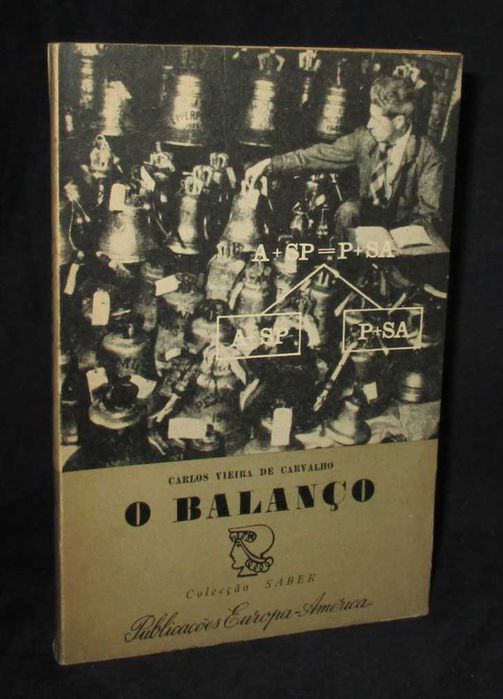 A+SP=P+SA
A+SP
P+SA
CARLOS VIEIRA DE CARVALHO
O BALANÇO
Colecção SABER
Publicações Europa-América